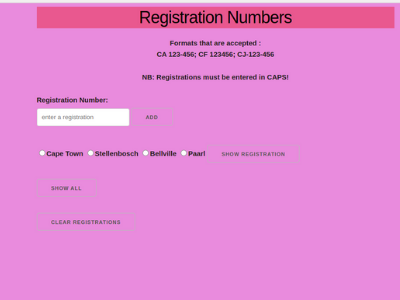 Registration Numbers
Formats that are accepted :
CA 123-456; CF 123456; CJ-123-456
NB: Registrations must be entered in CAPS!
Registration Number:
enter a registration ADD
Cape Town Stellenbosch Bellville Paarl SHOW REGISTRATION
SHOW ALL
CLEAR REGISTRATIONS